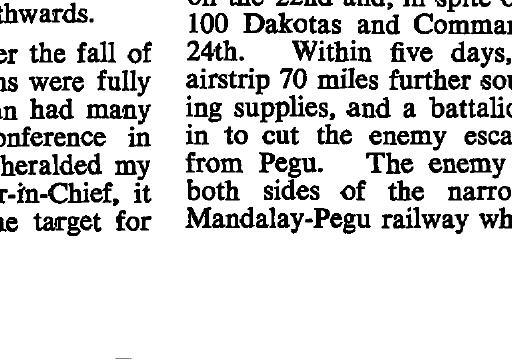 thwards.
er the fall of
ns were fully
an had many
onference in
heralded my
r-in-Chief, it
he target for
on the 22nd and, in spite o
100 Dakotas and Comman
24th. Within five days,
airstrip 70 miles further sou
ing supplies, and a battalio
in to cut the enemy esca
from Pegu. The enemy
both sides of the narro
Mandalay-Pegu railway wh